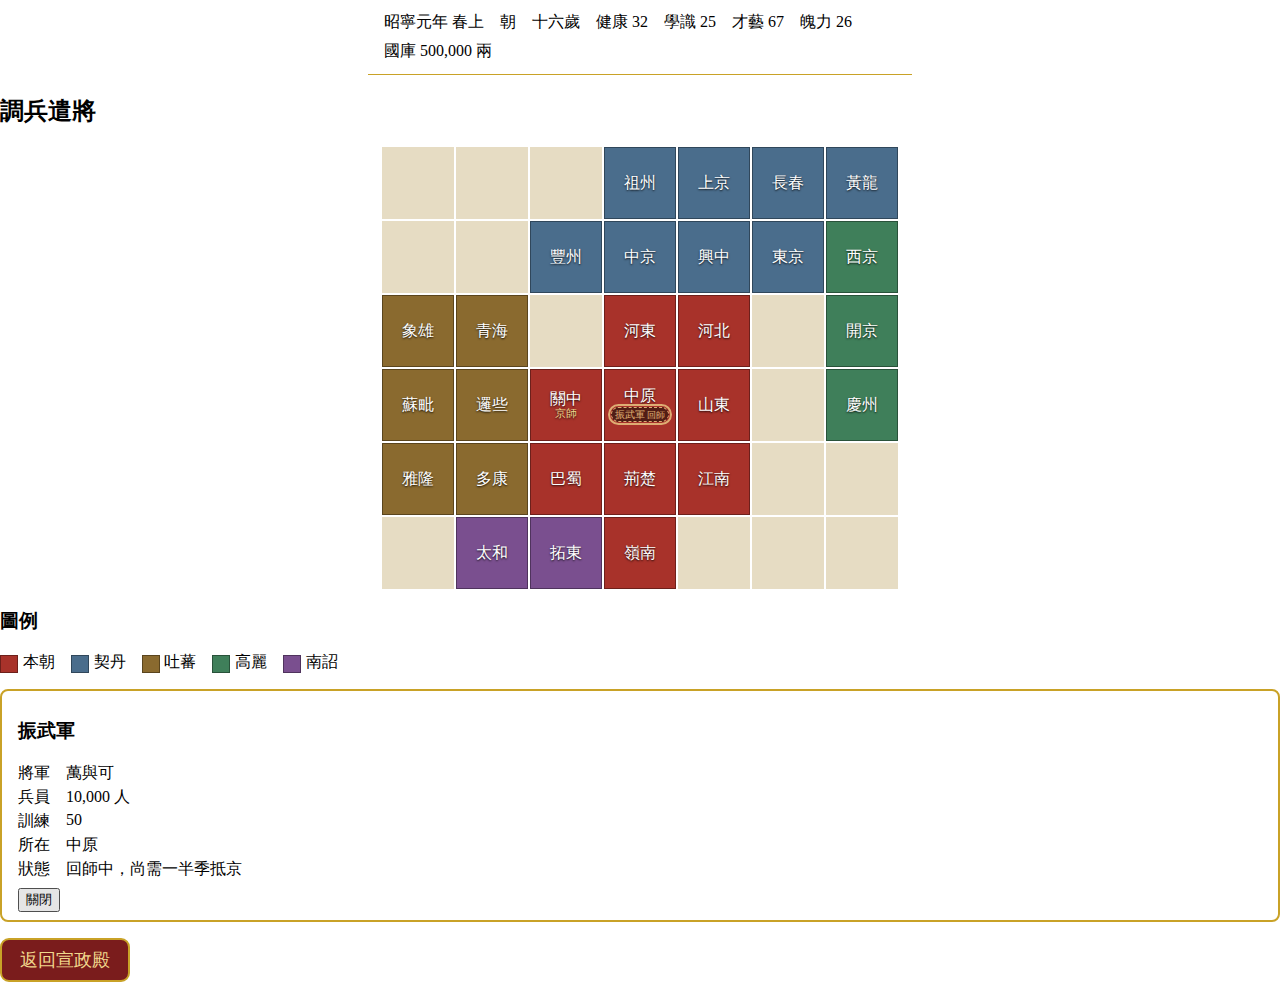 昭寧元年 春上　朝　十六歲　健康 32　學識 25　才藝 67　魄力 26
國庫 500,000 兩
調兵遣將
祖州 上京 長春 黃龍
豐州 中京 興中 東京 西京
象雄 青海 河東 河北 開京
蘇毗 邏些 關中 中原 山東 慶州
京師 振武軍 回師
雅隆 多康 巴蜀 荊楚 江南
太和 拓東 嶺南
圖例
本朝 契丹 吐蕃 高麗 南詔
振武軍
將軍 萬與可
兵員 10,000 人
訓練 50
所在 中原
狀態 回師中，尚需一半季抵京
關閉
返回宣政殿